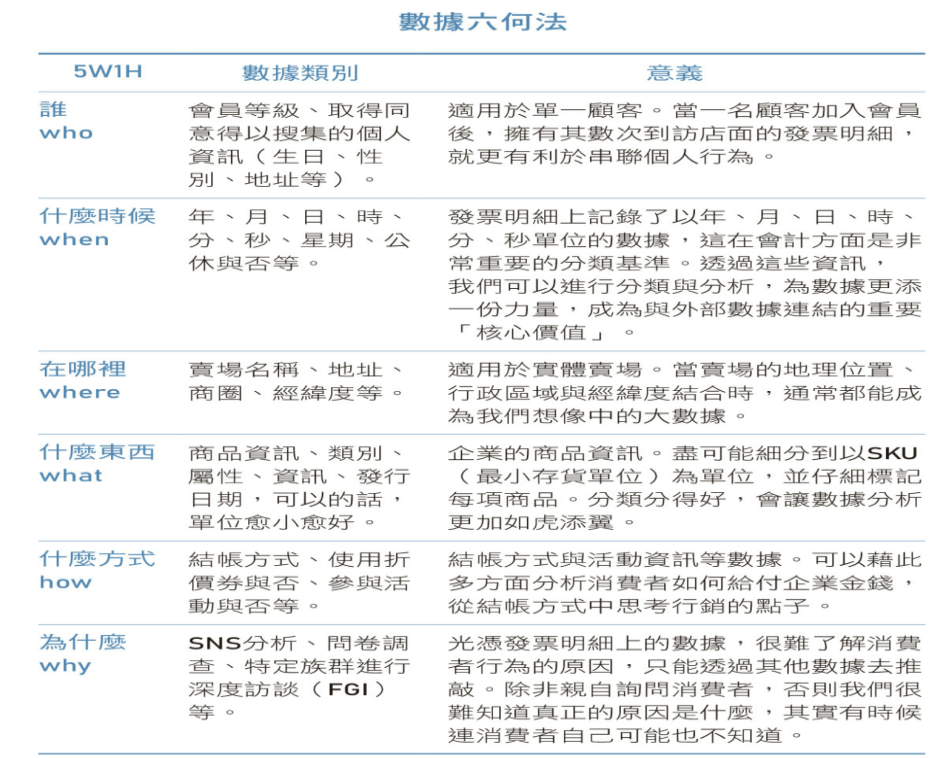 數據六何法
5W1H
數據類別
意義
誰
who
會員等級、取得同
意得以搜集的個人
資訊（生日、性
別、地址等）。
適用於單一顧客。當一名顧客加入會員
後，擁有其數次到訪店面的發票明細，
就更有利於串聯個人行為。
什麼時候
when
年、月、日、時、
分、秒、星期、公
休與否等。
發票明細上記錄了以年、月、日、時、
分、秒單位的數據，這在會計方面是非
常重要的分類基準。透過這些資訊，
我們可以進行分類與分析，為數據更添
一份力量，成為與外部數據連結的重要
「核心價值」。
在哪裡
where
賣場名稱、地址、
商圈、經緯度等。
適用於實體賣場。當賣場的地理位置、
行政區域與經緯度結合時，通常都能成
為我們想像中的大數據。
什麼東西
what
商品資訊、類別、
屬性、資訊、發行
日期，可以的話，
單位愈小愈好。
企業的商品資訊。盡可能細分到以SKU
（最小存貨單位）為單位，並仔細標記
每項商品。分類分得好，會讓數據分析
更加如虎添翼。
什麼方式
how
結帳方式、使用折
價券與否、參與活
動與否等。
結帳方式與活動資訊等數據。可以藉此
多方面分析消費者如何給付企業金錢，
從結帳方式中思考行銷的點子。
為什麼
why
SNS分析、問卷調
查、特定族群進行
深度訪談（FGI）
等。
光憑發票明細上的數據，很難了解消費
者行為的原因，只能透過其他數據去推
敲。除非親自詢問消費者，否則我們很
難知道真正的原因是什麼，其實有時候
連消費者自己可能也不知道。